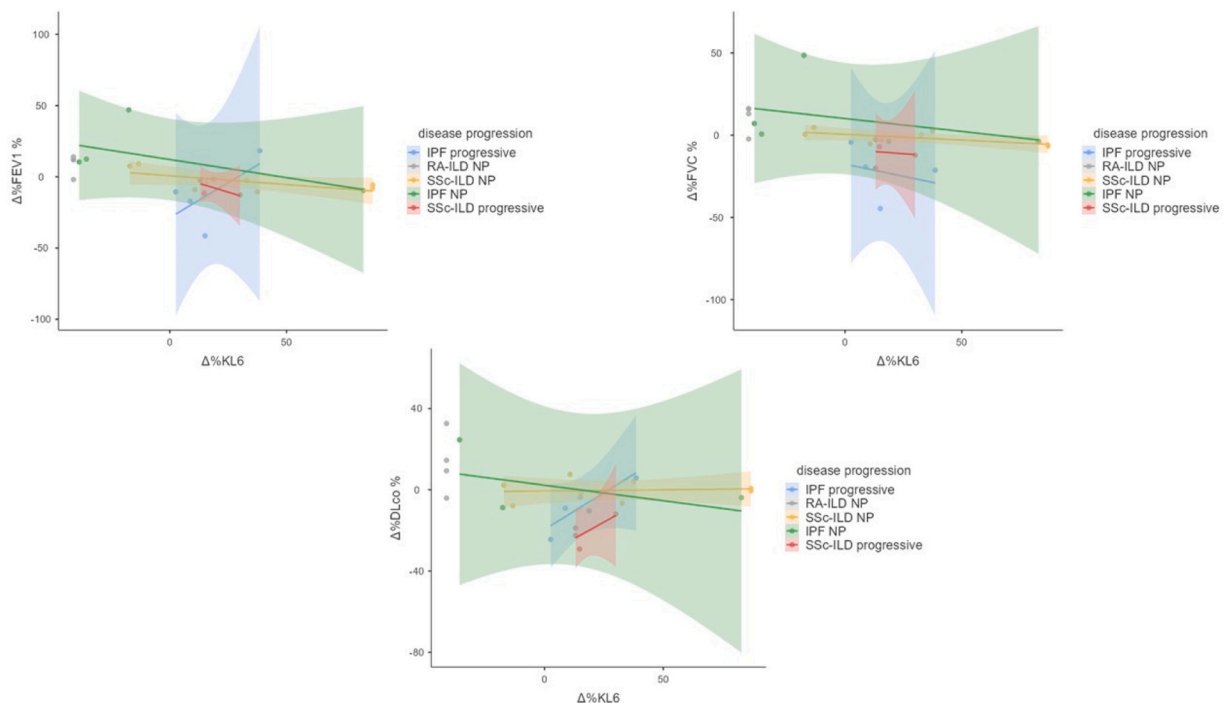 100
50
0
-50
-100
Δ%FEV1 %
0
50
Δ%KL6
disease progression
IPF progressive
RA-ILD NP
SSc-ILD NP
IPF NP
SSc-ILD progressive
50
0
-50
-100
Δ%FVC %
0
50
Δ%KL6
disease progression
IPF progressive
RA-ILD NP
SSc-ILD NP
IPF NP
SSc-ILD progressive
40
0
-40
-80
Δ%DLco %
0
50
Δ%KL6
disease progression
IPF progressive
RA-ILD NP
SSc-ILD NP
IPF NP
SSc-ILD progressive